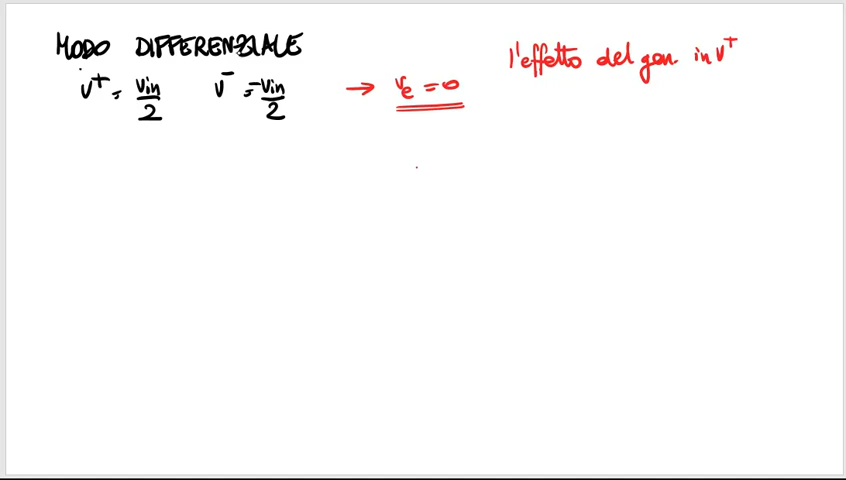 MODO DIFFERENZIALE
v⁺ = vin/2 v⁻ = -vin/2 → ve = 0
l'effetto del gen in v⁺